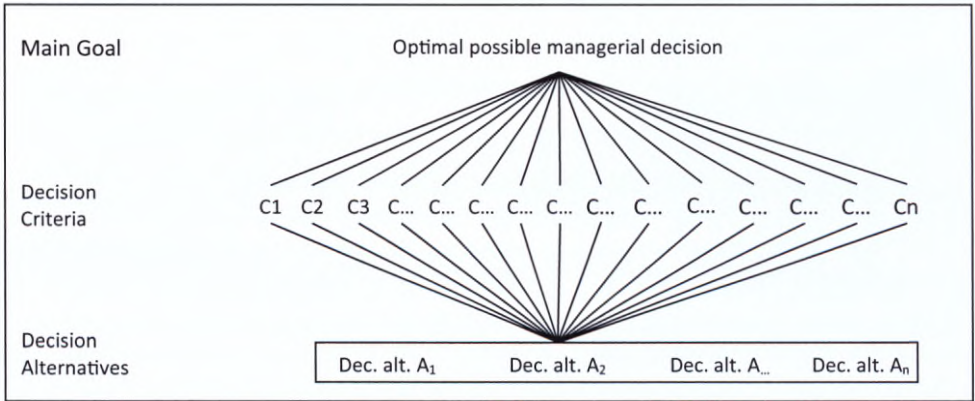 Main Goal
Optimal possible managerial decision
Decision
Criteria
C1 C2 C3 C... C... C... C... C... C... C... C... C... C... C... Cn
Decision
Alternatives
Dec. alt. A₁ Dec. alt. A₂ Dec. alt. A... Dec. alt. Aₙ